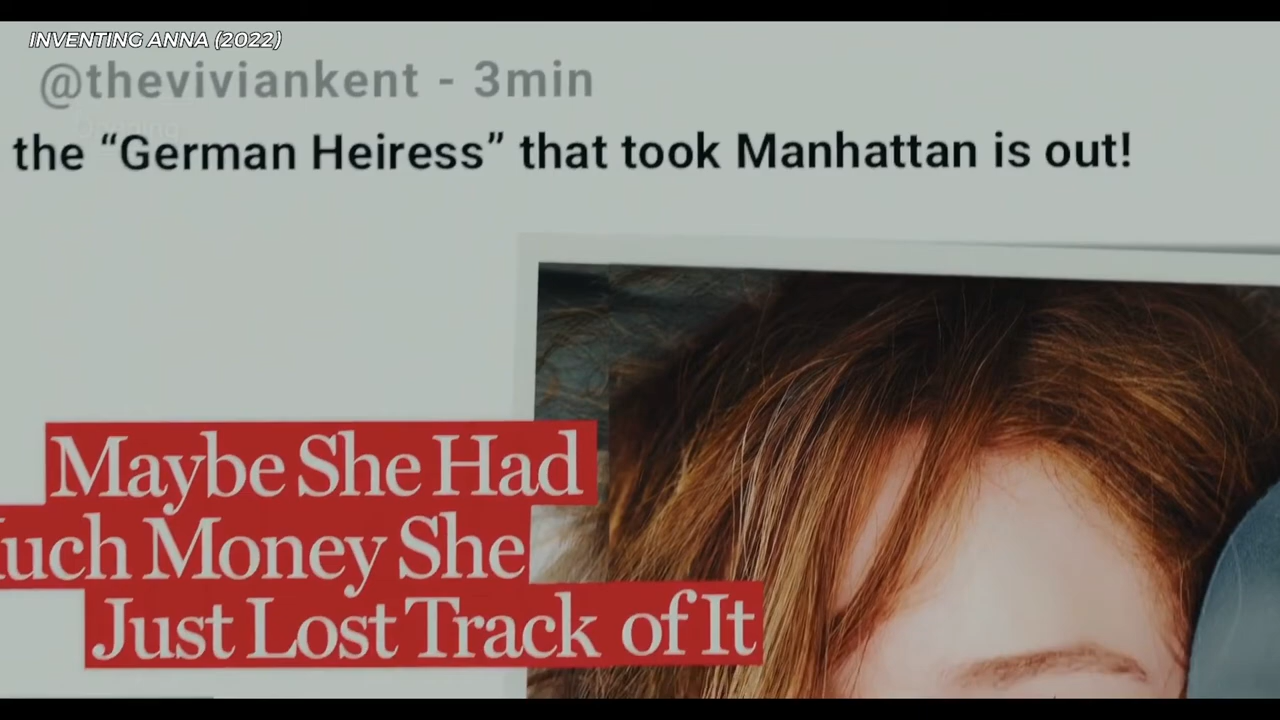 INVENTING ANNA (2022)
@theviviankent - 3min
the “German Heiress” that took Manhattan is out!
Maybe She Had
uch Money She
Just Lost Track of It